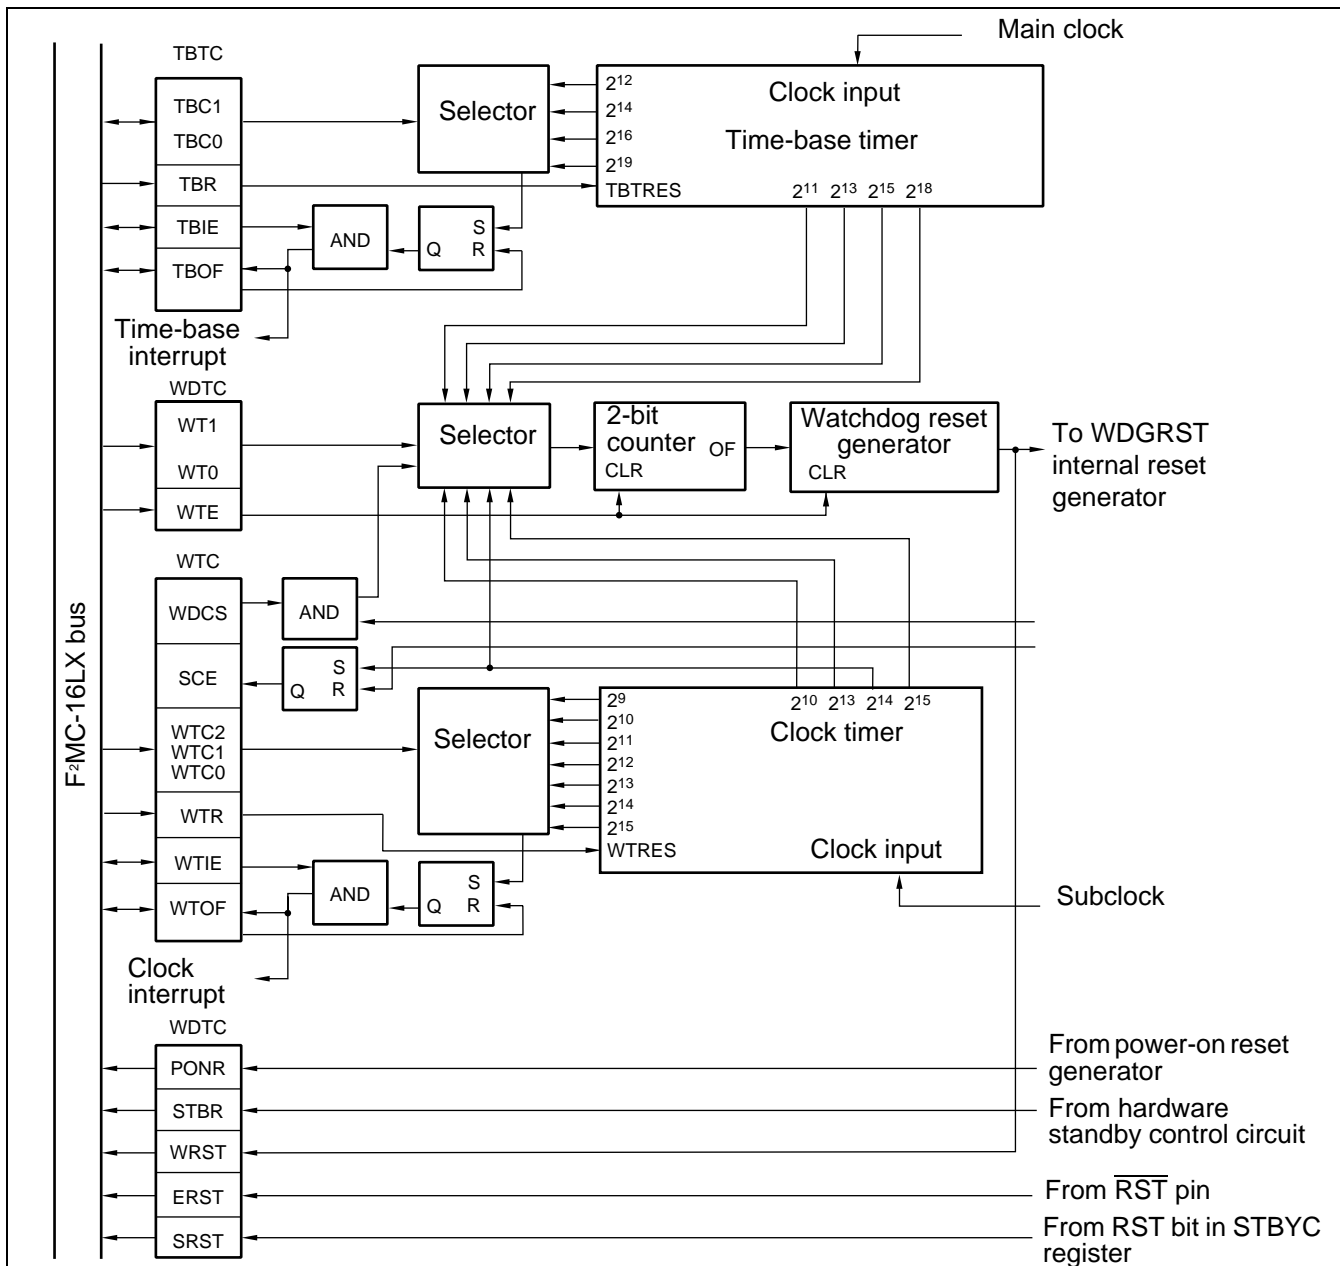 Main clock
TBTC
TBC1
TBC0
TBR
TBIE
TBOF
Selector
2¹²
2¹⁴
2¹⁶
2¹⁹
TBTRES
Clock input
Time-base timer
2¹¹ 2¹³ 2¹⁵ 2¹⁸
AND
S
Q R
Time-base
interrupt
WDTC
WT1
WT0
WTE
Selector
2-bit
counter
OF
CLR
Watchdog reset
generator
CLR
To WDGRST
internal reset
generator
WTC
WDCS
SCE
WTC2
WTC1
WTC0
WTR
WTIE
WTOF
AND
S
Q R
Selector
2⁹
2¹⁰
2¹¹
2¹²
2¹³
2¹⁴
2¹⁵
WTRES
2¹⁰ 2¹³ 2¹⁴ 2¹⁵
Clock timer
Clock input
Subclock
AND
S
Q R
Clock
interrupt
F²MC-16LX bus
WDTC
PONR
STBR
WRST
ERST
SRST
From power-on reset
generator
From hardware
standby control circuit
From R̅S̅T̅ pin
From RST bit in STBYC
register